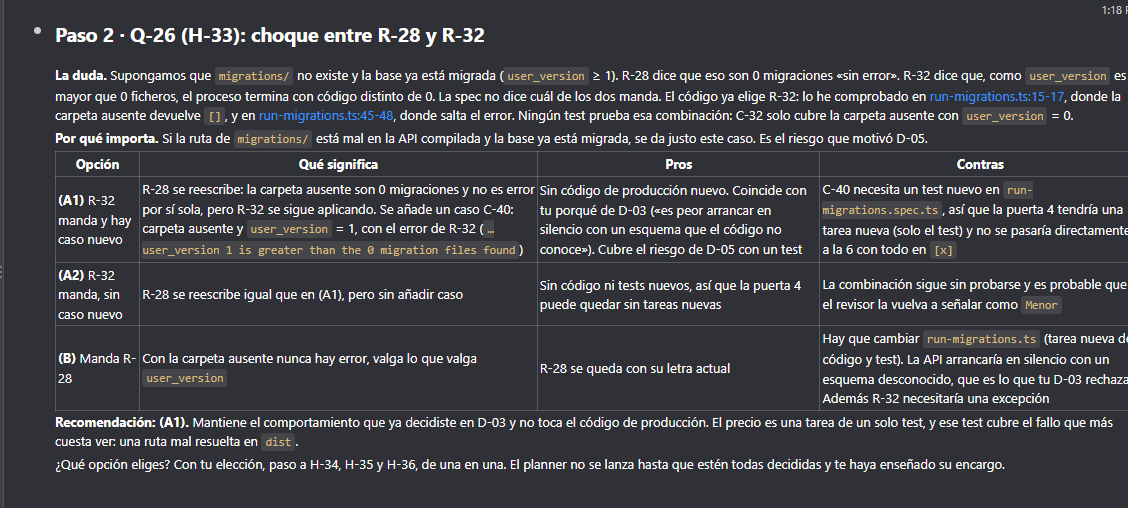 1:18
Paso 2 · Q-26 (H-33): choque entre R-28 y R-32
La duda. Supongamos que migrations/ no existe y la base ya está migrada ( user_version ≥ 1). R-28 dice que eso son 0 migraciones «sin error». R-32 dice que, como user_version es
mayor que 0 ficheros, el proceso termina con código distinto de 0. La spec no dice cuál de los dos manda. El código ya elige R-32: lo he comprobado en run-migrations.ts:15-17, donde la
carpeta ausente devuelve [] , y en run-migrations.ts:45-48, donde salta el error. Ningún test prueba esa combinación: C-32 solo cubre la carpeta ausente con user_version = 0.
Por qué importa. Si la ruta de migrations/ está mal en la API compilada y la base ya está migrada, se da justo este caso. Es el riesgo que motivó D-05.
Opción
Qué significa
Pros
Contras
(A1) R-32
manda y hay
caso nuevo
R-28 se reescribe: la carpeta ausente son 0 migraciones y no es error
por sí sola, pero R-32 se sigue aplicando. Se añade un caso C-40:
carpeta ausente y user_version = 1, con el error de R-32 ( …
user_version 1 is greater than the 0 migration files found )
Sin código de producción nuevo. Coincide con
tu porqué de D-03 («es peor arrancar en
silencio con un esquema que el código no
conoce»). Cubre el riesgo de D-05 con un test
C-40 necesita un test nuevo en run-
migrations.spec.ts , así que la puerta 4 tendría una
tarea nueva (solo el test) y no se pasaría directamente
a la 6 con todo en [x]
(A2) R-32
manda, sin
caso nuevo
R-28 se reescribe igual que en (A1), pero sin añadir caso
Sin código ni tests nuevos, así que la puerta 4
puede quedar sin tareas nuevas
La combinación sigue sin probarse y es probable que
el revisor la vuelva a señalar como Menor
(B) Manda R-
28
Con la carpeta ausente nunca hay error, valga lo que valga
user_version
R-28 se queda con su letra actual
Hay que cambiar run-migrations.ts (tarea nueva de
código y test). La API arrancaría en silencio con un
esquema desconocido, que es lo que tu D-03 rechaza.
Además R-32 necesitaría una excepción
Recomendación: (A1). Mantiene el comportamiento que ya decidiste en D-03 y no toca el código de producción. El precio es una tarea de un solo test, y ese test cubre el fallo que más
cuesta ver: una ruta mal resuelta en dist .
¿Qué opción eliges? Con tu elección, paso a H-34, H-35 y H-36, de una en una. El planner no se lanza hasta que estén todas decididas y te haya enseñado su encargo.